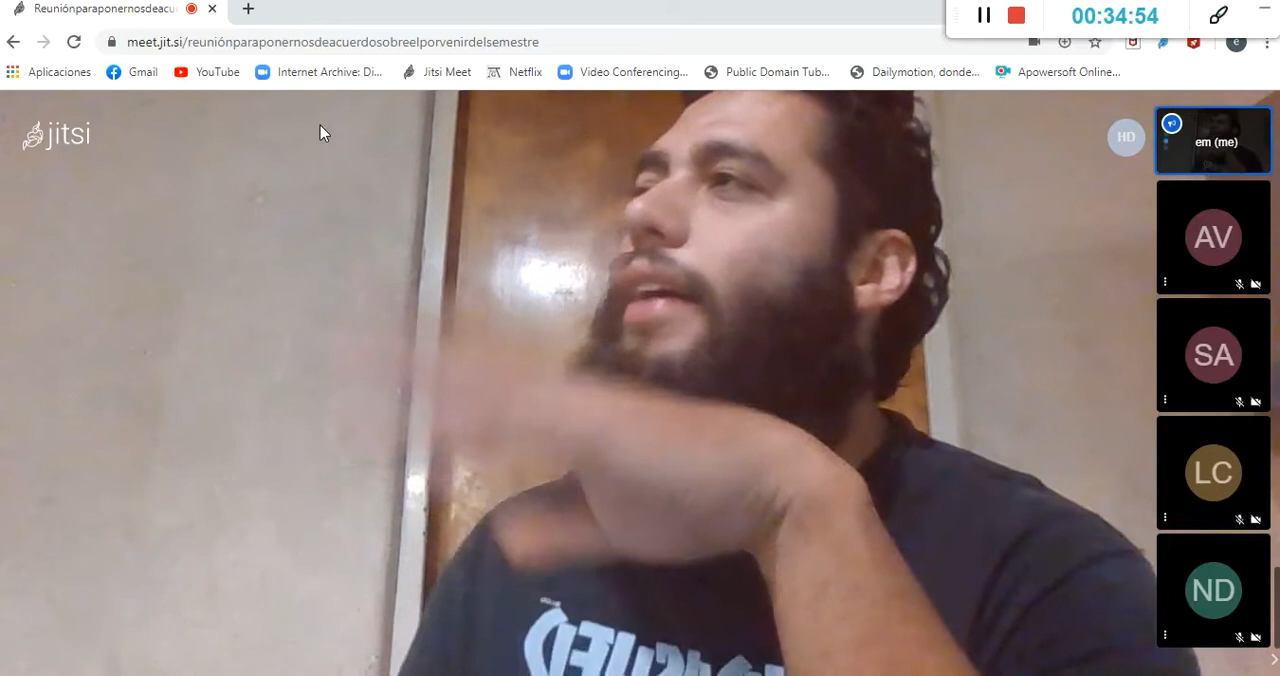 Reuniónparaponernosdeacu
00:34:54
meet.jit.si/reuniónparaponernosdeacuerdosobreelporvenirdelsemestre
e
Aplicaciones Gmail YouTube Internet Archive: Di... Jitsi Meet Netflix Video Conferencing... Public Domain Tub... Dailymotion, donde... Apowersoft Online...
jitsi
HD
em (me)
AV
SA
LC
ND